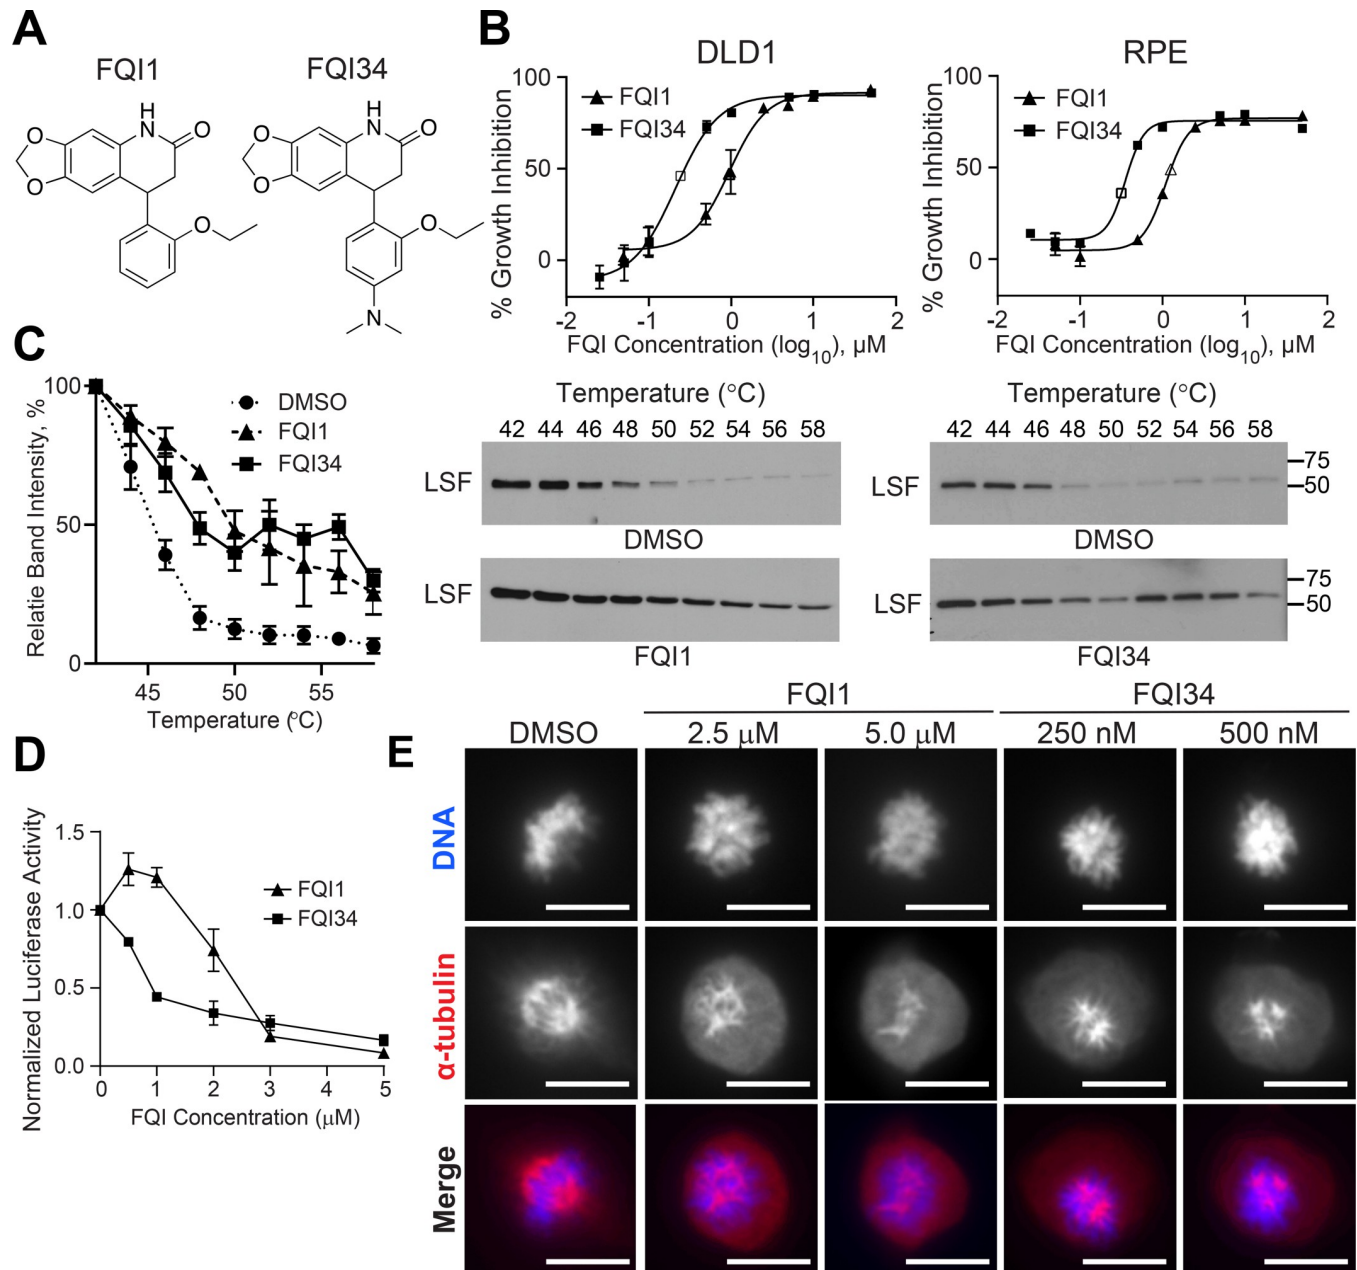 A
FQI1
FQI34
H
N
O
O
O
O
H
N
O
O
O
O
N
B
DLD1
% Growth Inhibition
100
50
0
FQI1
FQI34
-2
-1
0
1
2
FQI Concentration (log10), µM
RPE
% Growth Inhibition
100
50
0
FQI1
FQI34
-2
-1
0
1
2
FQI Concentration (log10), µM
C
Relatie Band Intensity, %
100
50
0
DMSO
FQI1
FQI34
45
50
55
Temperature (°C)
Temperature (°C)
42 44 46 48 50 52 54 56 58
LSF
DMSO
LSF
FQI1
Temperature (°C)
42 44 46 48 50 52 54 56 58
LSF
75
50
DMSO
LSF
75
50
FQI34
D
Normalized Luciferase Activity
1.5
1.0
0.5
0.0
FQI1
FQI34
0 1 2 3 4 5
FQI Concentration (µM)
E
FQI1
FQI34
DMSO
2.5 µM
5.0 µM
250 nM
500 nM
DNA
α-tubulin
Merge